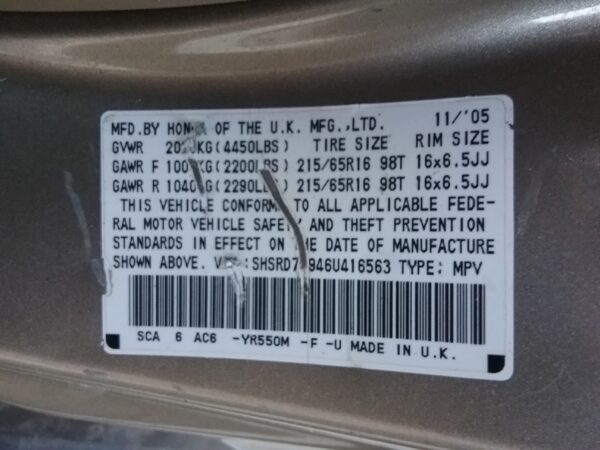 MFD.BY HONDA OF THE U.K. MFG.,LTD. 11/'05
GVWR (4450LBS) TIRE SIZE RIM SIZE
GAWR F (2200LBS) 215/65R16 98T 16x6.5JJ
GAWR R 1040KG(2290LBS) 215/65R16 98T 16x6.5JJ
THIS VEHICLE CONFORMS TO ALL APPLICABLE FEDE-
RAL MOTOR VEHICLE SAFETY AND THEFT PREVENTION
STANDARDS IN EFFECT ON THE DATE OF MANUFACTURE
SHOWN ABOVE. TYPE: MPV
SCA 6 AC6 -YR550M -F -U MADE IN U.K.